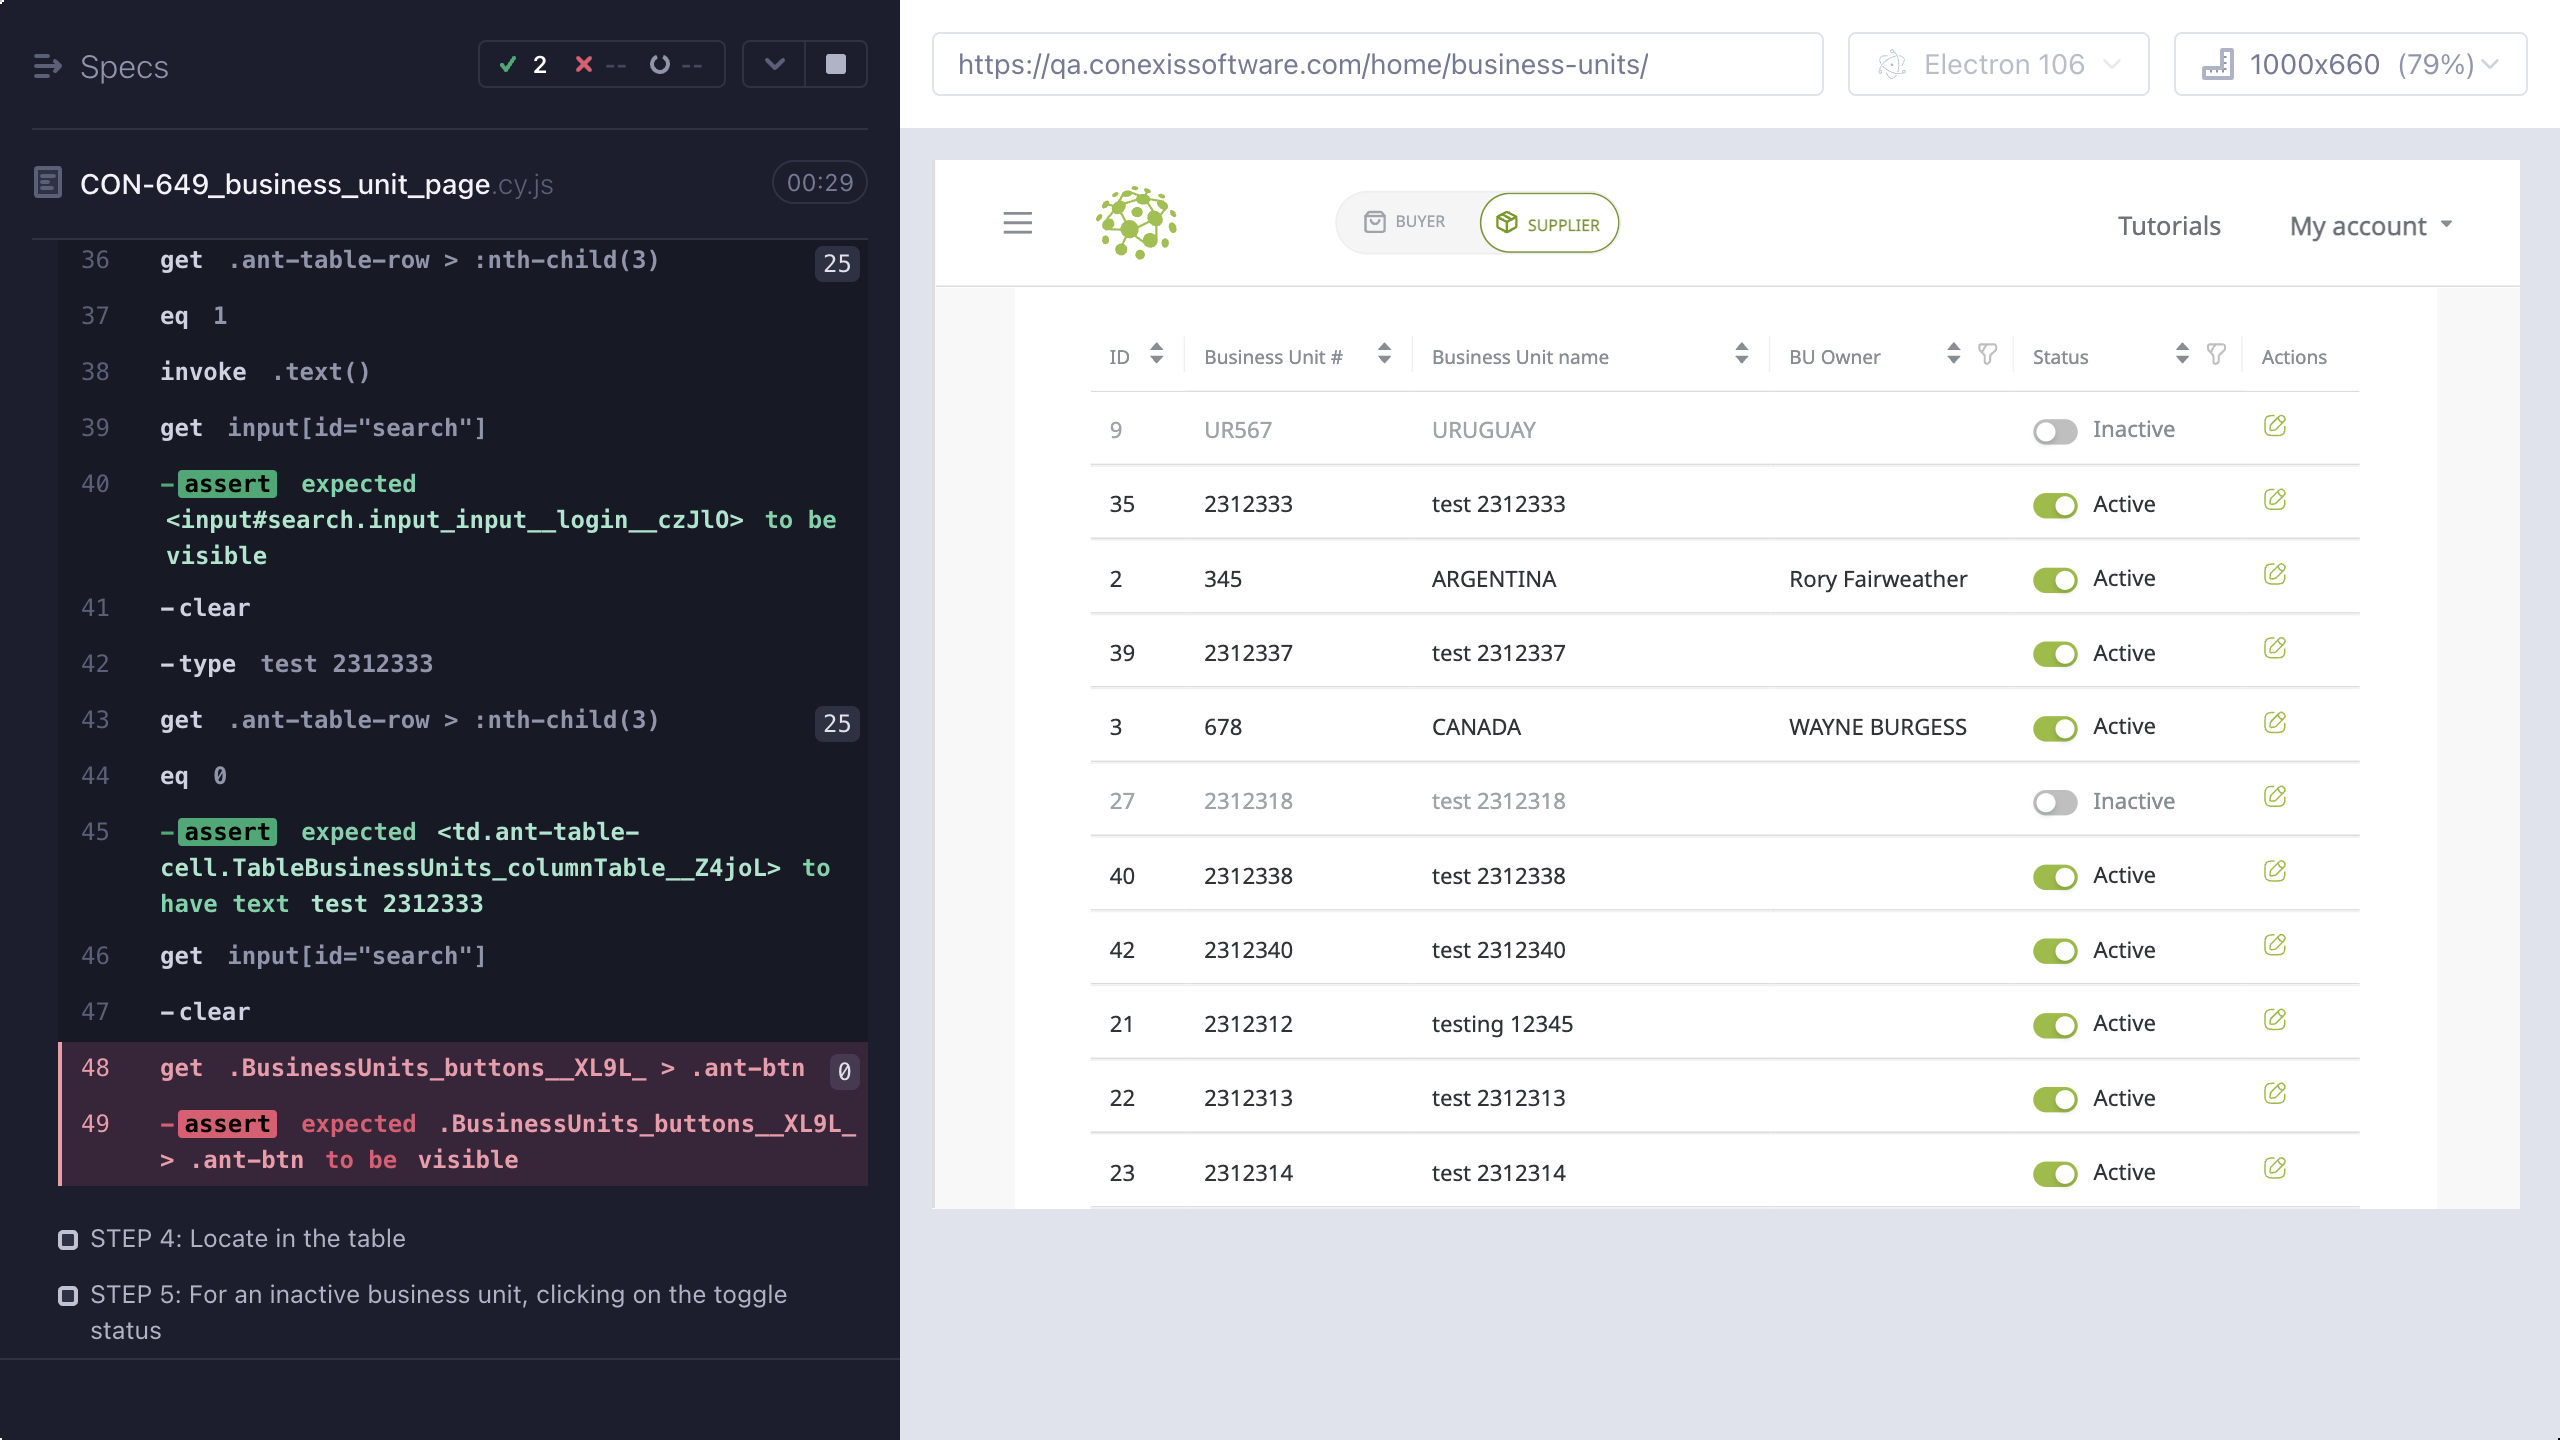 Specs
2 -- --
CON-649_business_unit_page.cy.js 00:29
36 get .ant-table-row > :nth-child(3) 25
37 eq 1
38 invoke .text()
39 get input[id="search"]
40 -assert expected
<input#search.input_input__login__czJlO> to be
visible
41 -clear
42 -type test 2312333
43 get .ant-table-row > :nth-child(3) 25
44 eq 0
45 -assert expected <td.ant-table-
cell.TableBusinessUnits_columnTable__Z4joL> to
have text test 2312333
46 get input[id="search"]
47 -clear
48 get .BusinessUnits_buttons__XL9L_ > .ant-btn 0
49 -assert expected .BusinessUnits_buttons__XL9L_
> .ant-btn to be visible
STEP 4: Locate in the table
STEP 5: For an inactive business unit, clicking on the toggle
status
https://qa.conexissoftware.com/home/business-units/ Electron 106 1000x660 (79%)
BUYER SUPPLIER Tutorials My account
ID Business Unit # Business Unit name BU Owner Status Actions
9 UR567 URUGUAY Inactive
35 2312333 test 2312333 Active
2 345 ARGENTINA Rory Fairweather Active
39 2312337 test 2312337 Active
3 678 CANADA WAYNE BURGESS Active
27 2312318 test 2312318 Inactive
40 2312338 test 2312338 Active
42 2312340 test 2312340 Active
21 2312312 testing 12345 Active
22 2312313 test 2312313 Active
23 2312314 test 2312314 Active